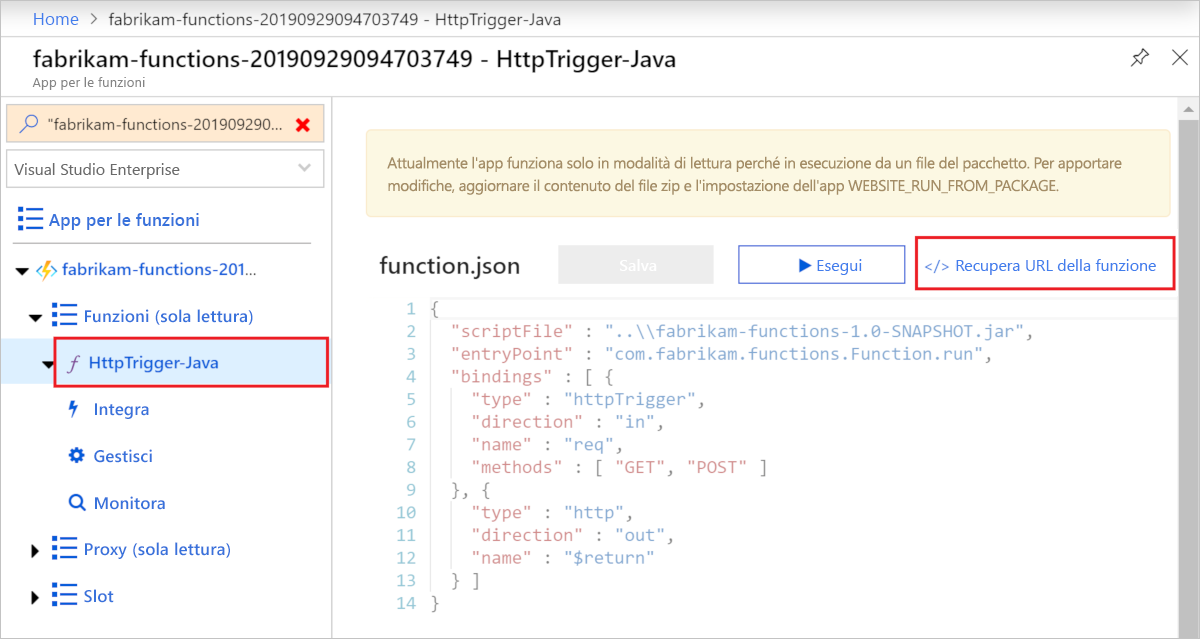 Home > fabrikam-functions-20190929094703749 - HttpTrigger-Java
fabrikam-functions-20190929094703749 - HttpTrigger-Java
App per le funzioni
"fabrikam-functions-201909290...
Visual Studio Enterprise
App per le funzioni
fabrikam-functions-201...
Funzioni (sola lettura)
f HttpTrigger-Java
Integra
Gestisci
Monitora
Proxy (sola lettura)
Slot
Attualmente l'app funziona solo in modalità di lettura perché in esecuzione da un file del pacchetto. Per apportare
modifiche, aggiornare il contenuto del file zip e l'impostazione dell'app WEBSITE_RUN_FROM_PACKAGE.
function.json
Salva
Esegui
</> Recupera URL della funzione
1 {
2 "scriptFile" : "..\\fabrikam-functions-1.0-SNAPSHOT.jar",
3 "entryPoint" : "com.fabrikam.functions.Function.run",
4 "bindings" : [ {
5 "type" : "httpTrigger",
6 "direction" : "in",
7 "name" : "req",
8 "methods" : [ "GET", "POST" ]
9 }, {
10 "type" : "http",
11 "direction" : "out",
12 "name" : "$return"
13 } ]
14 }